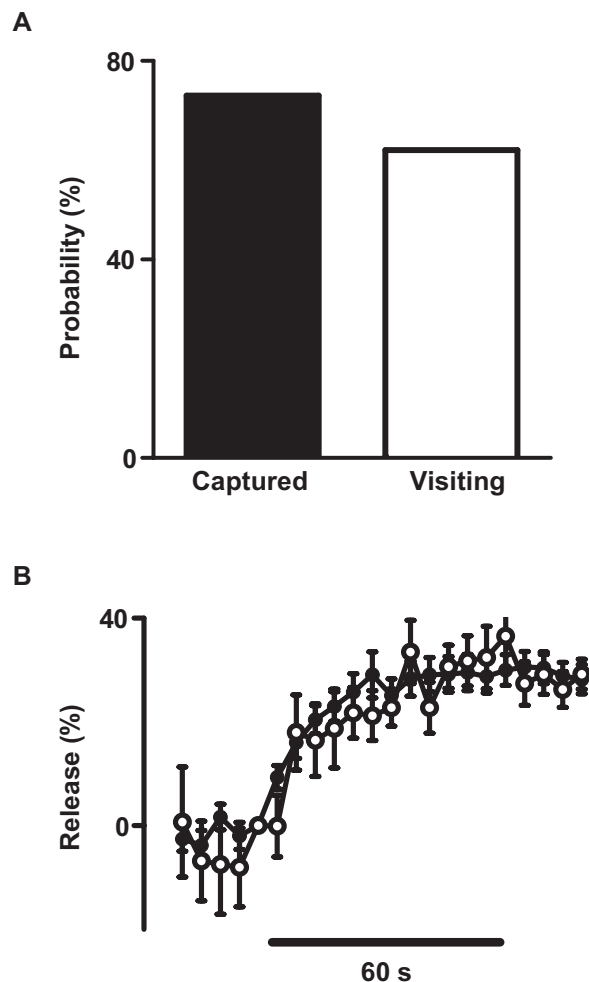 A
80
40
0
Probability (%)
Captured
Visiting
B
40
0
Release (%)
60 s